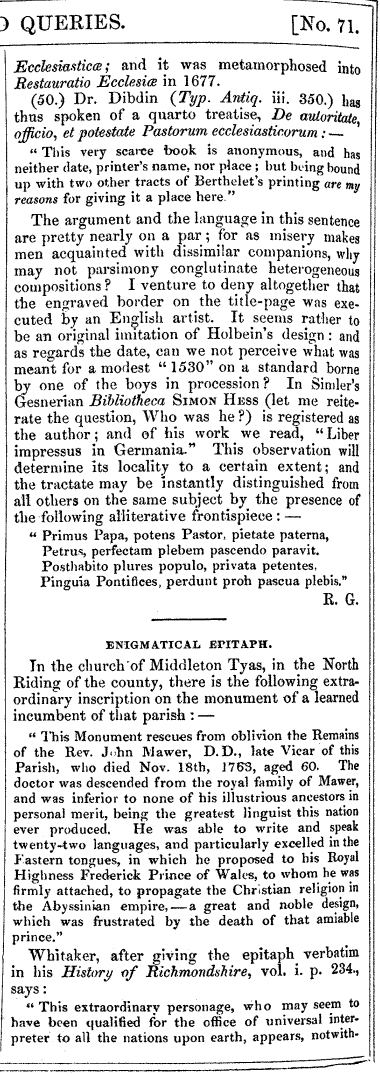 QUERIES. [No. 71.
Ecclesiasticæ; and it was metamorphosed into
Restauratio Ecclesiæ in 1677.
(50.) Dr. Dibdin (Typ. Antiq. iii. 350.) has
thus spoken of a quarto treatise, De autoritate,
officio, et potestate Pastorum ecclesiasticorum: —
"This very scarce book is anonymous, and has
neither date, printer's name, nor place; but being bound
up with two other tracts of Berthelet's printing are my
reasons for giving it a place here."
The argument and the language in this sentence
are pretty nearly on a par; for as misery makes
men acquainted with dissimilar companions, why
may not parsimony conglutinate heterogeneous
compositions? I venture to deny altogether that
the engraved border on the title-page was exe-
cuted by an English artist. It seems rather to
be an original imitation of Holbein's design: and
as regards the date, can we not perceive what was
meant for a modest "1530" on a standard borne
by one of the boys in procession? In Simler's
Gesnerian Bibliotheca SIMON HESS (let me reite-
rate the question, Who was he?) is registered as
the author; and of his work we read, "Liber
impressus in Germania." This observation will
determine its locality to a certain extent; and
the tractate may be instantly distinguished from
all others on the same subject by the presence of
the following alliterative frontispiece: —
"Primus Papa, potens Pastor, pietate paterna,
Petrus, perfectam plebem pascendo paravit.
Posthabito plures populo, privata petentes,
Pinguia Pontifices, perdunt proh pascua plebis."
R. G.
ENIGMATICAL EPITAPH.
In the church of Middleton Tyas, in the North
Riding of the county, there is the following extra-
ordinary inscription on the monument of a learned
incumbent of that parish: —
"This Monument rescues from oblivion the Remains
of the Rev. John Mawer, D.D., late Vicar of this
Parish, who died Nov. 18th, 1763, aged 60. The
doctor was descended from the royal family of Mawer,
and was inferior to none of his illustrious ancestors in
personal merit, being the greatest linguist this nation
ever produced. He was able to write and speak
twenty-two languages, and particularly excelled in the
Eastern tongues, in which he proposed to his Royal
Highness Frederick Prince of Wales, to whom he was
firmly attached, to propagate the Christian religion in
the Abyssinian empire,—a great and noble design,
which was frustrated by the death of that amiable
prince."
Whitaker, after giving the epitaph verbatim
in his History of Richmondshire, vol. i. p. 234.,
says:
"This extraordinary personage, who may seem to
have been qualified for the office of universal inter-
preter to all the nations upon earth, appears, notwith-